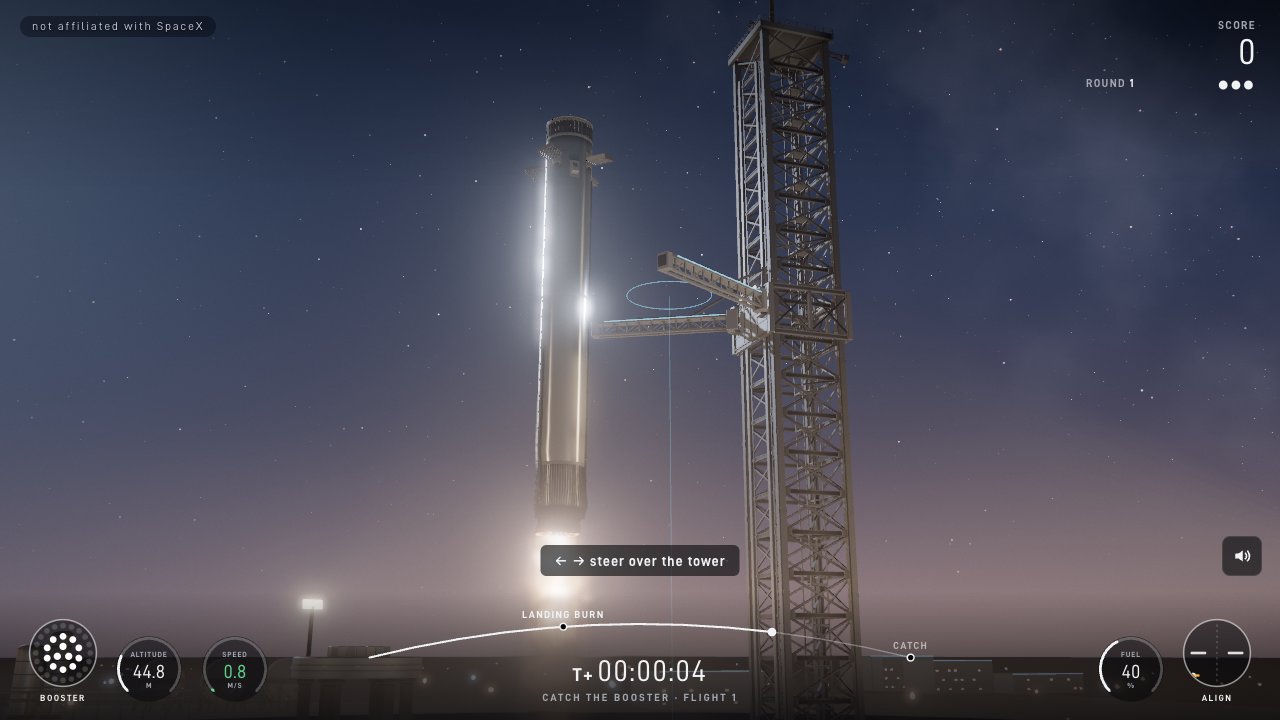 not affiliated with SpaceX
SCORE
0
ROUND 1
← → steer over the tower
LANDING BURN
CATCH
ALTITUDE
44.8
M
SPEED
0.8
M/S
T+ 00:00:04
FUEL
40
%
BOOSTER
CATCH THE BOOSTER · FLIGHT 1
ALIGN